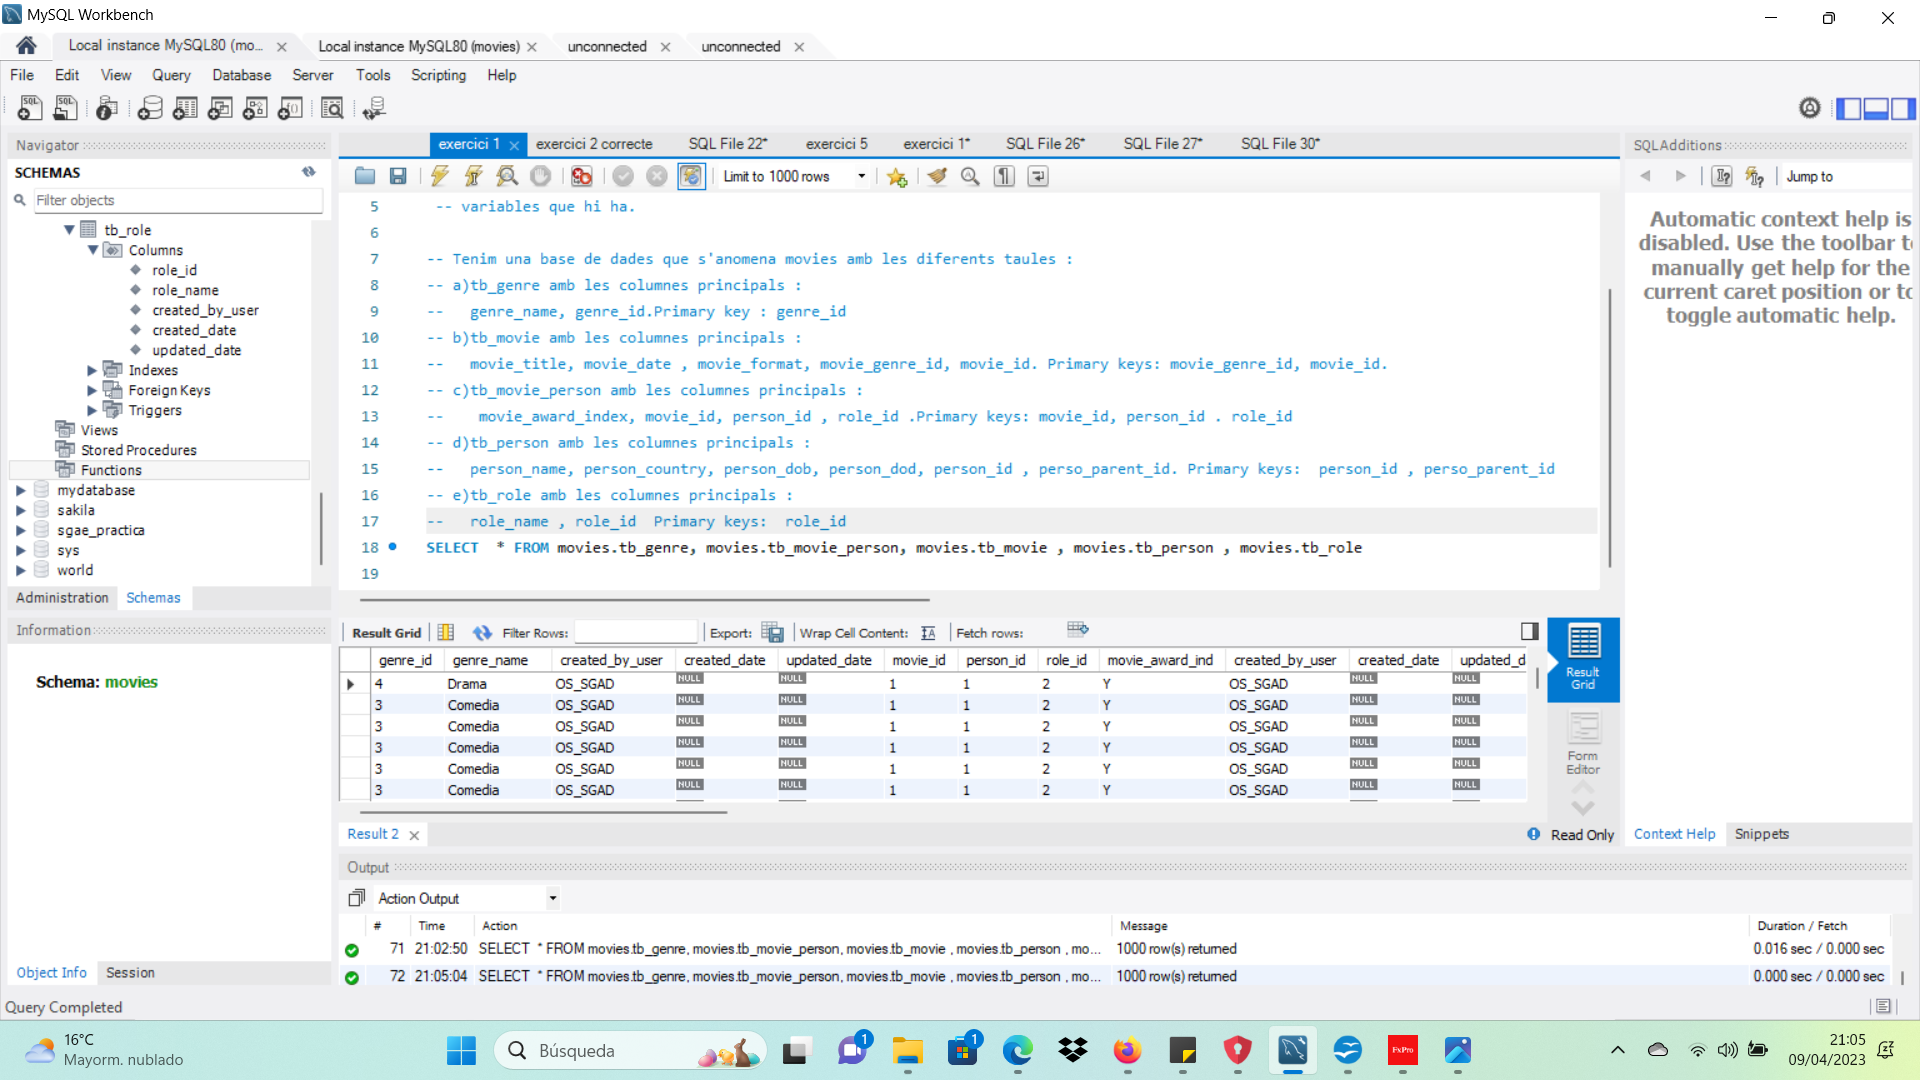 MySQL Workbench
Local instance MySQL80 (mo...
Local instance MySQL80 (movies)
unconnected
unconnected
File Edit View Query Database Server Tools Scripting Help
Navigator
SCHEMAS
Filter objects
tb_role
Columns
role_id
role_name
created_by_user
created_date
updated_date
Indexes
Foreign Keys
Triggers
Views
Stored Procedures
Functions
mydatabase
sakila
sgae_practica
sys
world
Administration Schemas
Information
Schema: movies
Object Info Session
Query Completed
exercici 1 exercici 2 correcte SQL File 22* exercici 5 exercici 1* SQL File 26* SQL File 27* SQL File 30*
Limit to 1000 rows
5 -- variables que hi ha.
6
7 -- Tenim una base de dades que s'anomena movies amb les diferents taules :
8 -- a)tb_genre amb les columnes principals :
9 -- genre_name, genre_id.Primary key : genre_id
10 -- b)tb_movie amb les columnes principals :
11 -- movie_title, movie_date , movie_format, movie_genre_id, movie_id. Primary keys: movie_genre_id, movie_id.
12 -- c)tb_movie_person amb les columnes principals :
13 -- movie_award_index, movie_id, person_id , role_id .Primary keys: movie_id, person_id . role_id
14 -- d)tb_person amb les columnes principals :
15 -- person_name, person_country, person_dob, person_dod, person_id , perso_parent_id. Primary keys: person_id , perso_parent_id
16 -- e)tb_role amb les columnes principals :
17 -- role_name , role_id Primary keys: role_id
18 SELECT * FROM movies.tb_genre, movies.tb_movie_person, movies.tb_movie , movies.tb_person , movies.tb_role
19
Result Grid Filter Rows: Export: Wrap Cell Content: IA Fetch rows:
genre_id genre_name created_by_user created_date updated_date movie_id person_id role_id movie_award_ind created_by_user created_date updated_d
4 Drama OS_SGAD NULL NULL 1 1 2 Y OS_SGAD NULL NULL
3 Comedia OS_SGAD NULL NULL 1 1 2 Y OS_SGAD NULL NULL
3 Comedia OS_SGAD NULL NULL 1 1 2 Y OS_SGAD NULL NULL
3 Comedia OS_SGAD NULL NULL 1 1 2 Y OS_SGAD NULL NULL
3 Comedia OS_SGAD NULL NULL 1 1 2 Y OS_SGAD NULL NULL
3 Comedia OS_SGAD NULL NULL 1 1 2 Y OS_SGAD NULL NULL
Result Grid
Form Editor
Result 2
Read Only
SQLAdditions
Jump to
Automatic context help is
disabled. Use the toolbar t
manually get help for the
current caret position or to
toggle automatic help.
Context Help Snippets
Output
Action Output
# Time Action Message Duration / Fetch
71 21:02:50 SELECT * FROM movies.tb_genre, movies.tb_movie_person, movies.tb_movie , movies.tb_person , mo... 1000 row(s) returned 0.016 sec / 0.000 sec
72 21:05:04 SELECT * FROM movies.tb_genre, movies.tb_movie_person, movies.tb_movie , movies.tb_person , mo... 1000 row(s) returned 0.000 sec / 0.000 sec
16°C
Mayorm. nublado
Búsqueda
1
1
FxPro
21:05
09/04/2023